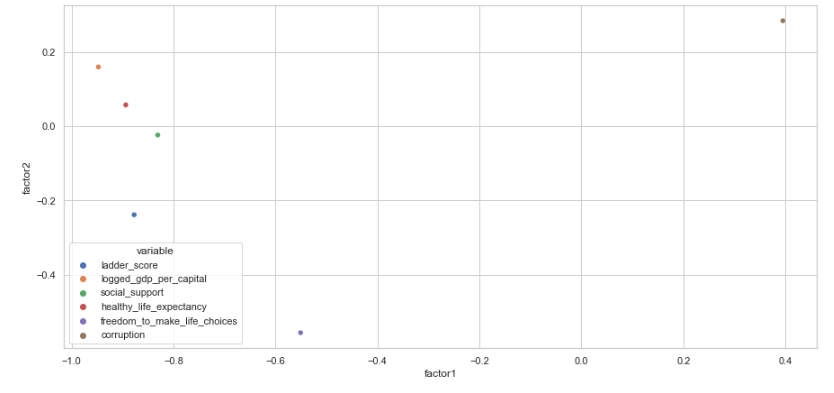 0.2
0.0
−0.2
−0.4
factor2
variable
ladder_score
logged_gdp_per_capital
social_support
healthy_life_expectancy
freedom_to_make_life_choices
corruption
−1.0 −0.8 −0.6 −0.4 −0.2 0.0 0.2 0.4
factor1